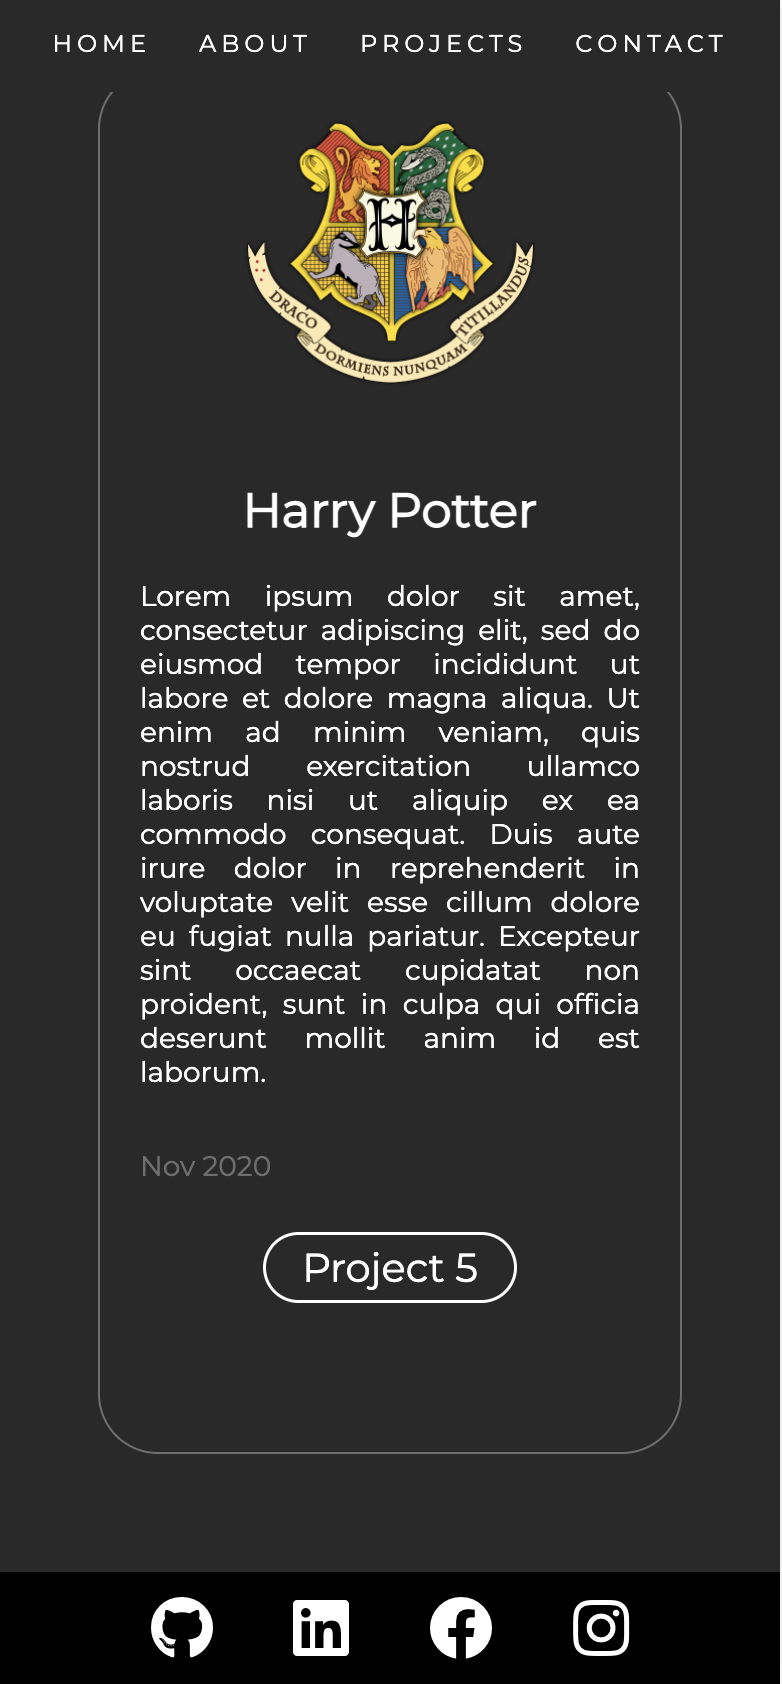 HOME ABOUT PROJECTS CONTACT
H
DRACO DORMIENS NUNQUAM TITILLANDUS
Harry Potter
Lorem ipsum dolor sit amet,
consectetur adipiscing elit, sed do
eiusmod tempor incididunt ut
labore et dolore magna aliqua. Ut
enim ad minim veniam, quis
nostrud exercitation ullamco
laboris nisi ut aliquip ex ea
commodo consequat. Duis aute
irure dolor in reprehenderit in
voluptate velit esse cillum dolore
eu fugiat nulla pariatur. Excepteur
sint occaecat cupidatat non
proident, sunt in culpa qui officia
deserunt mollit anim id est
laborum.
Nov 2020
Project 5